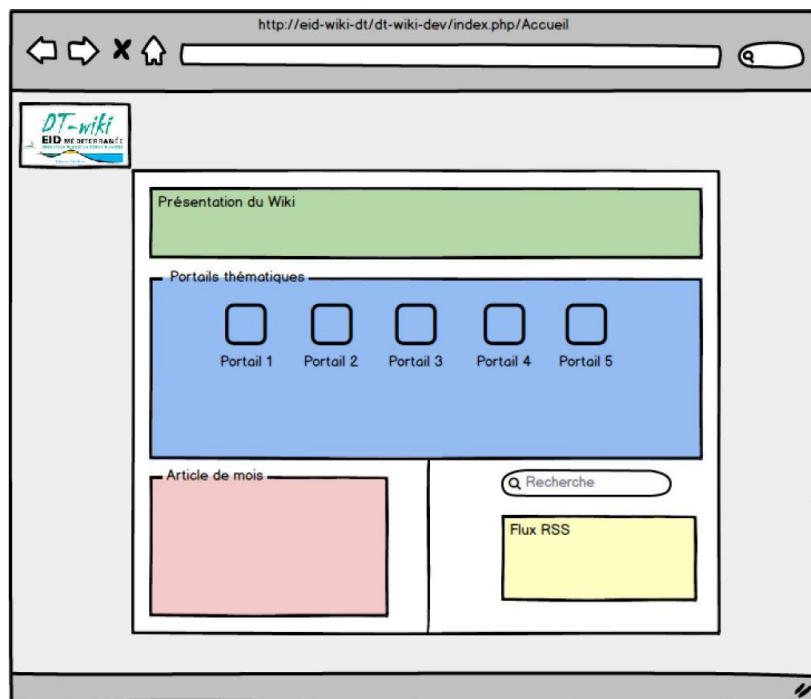 http://eid-wiki-dt/dt-wiki-dev/index.php/Accueil
DT-wiki
EID MÉDITERRANÉE
Présentation du Wiki
Portails thématiques
Portail 1 Portail 2 Portail 3 Portail 4 Portail 5
Article de mois
Recherche
Flux RSS